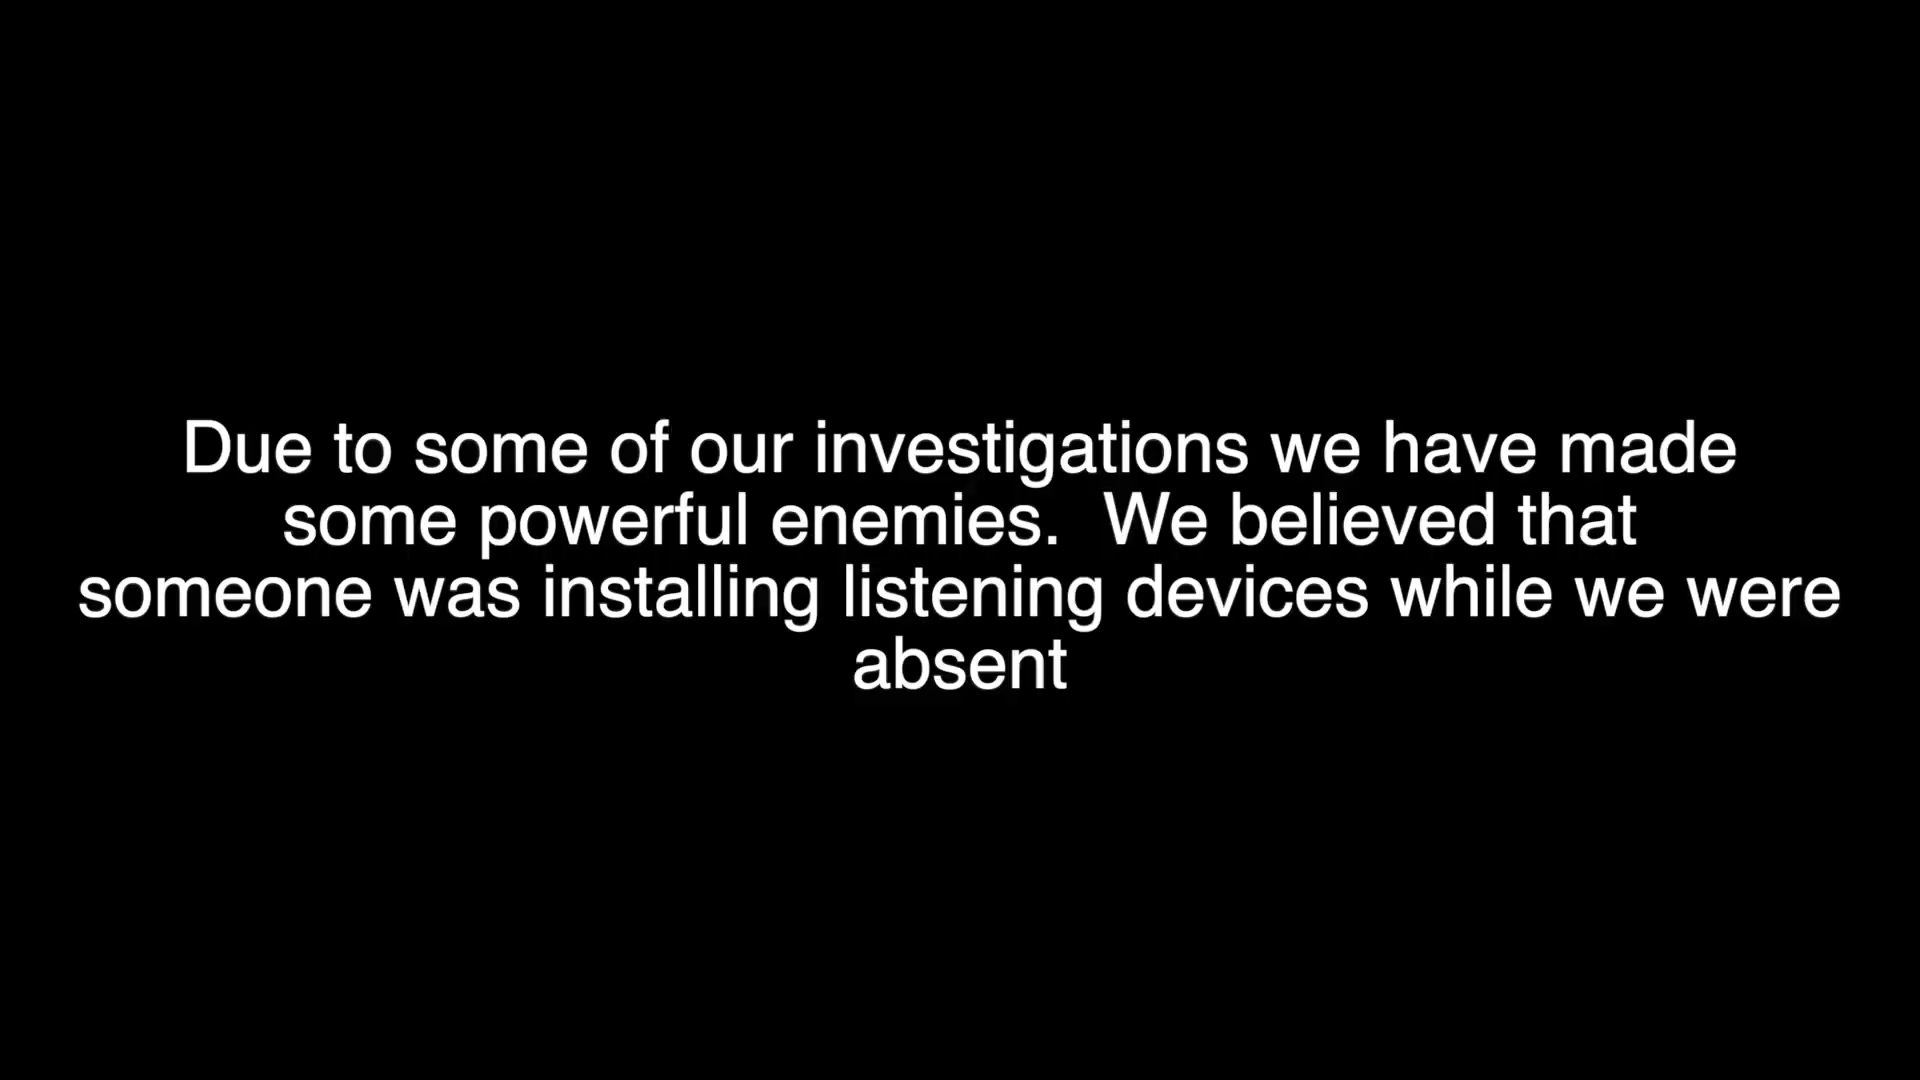 Due to some of our investigations we have made
some powerful enemies.  We believed that
someone was installing listening devices while we were
absent